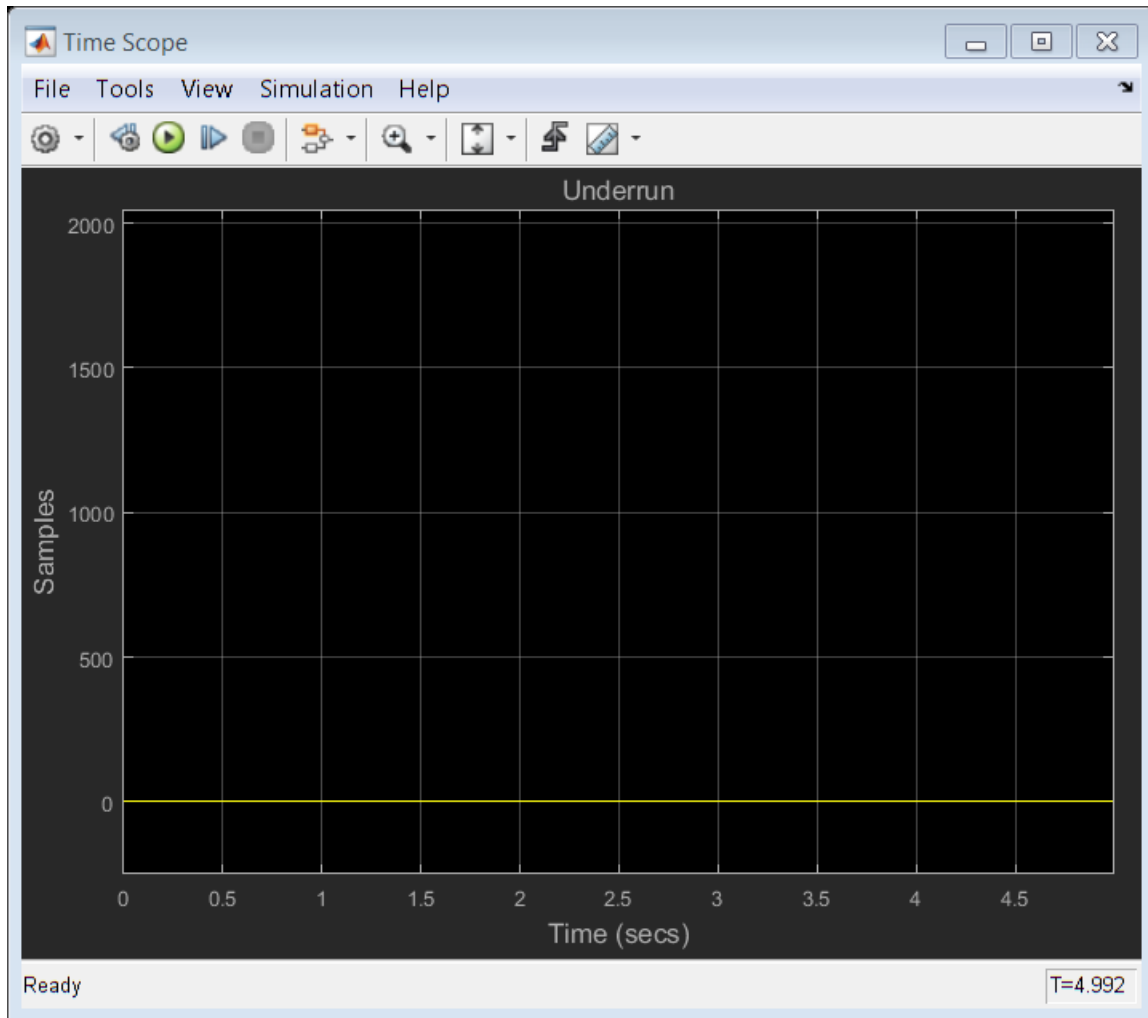 Time Scope
File Tools View Simulation Help
Underrun
2000
1500
1000
500
0
Samples
0 0.5 1 1.5 2 2.5 3 3.5 4 4.5
Time (secs)
Ready T=4.992